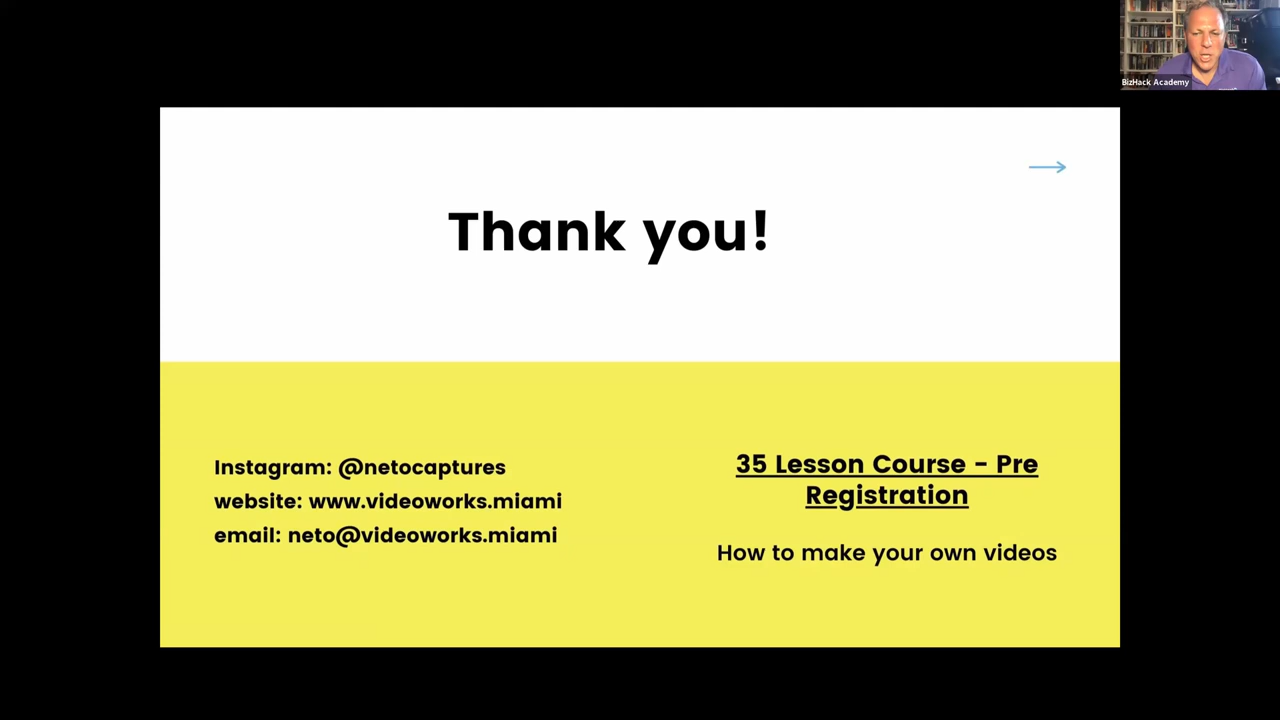 BizHack Academy
Thank you!
Instagram: @netocaptures
website: www.videoworks.miami
email: neto@videoworks.miami
35 Lesson Course - Pre
Registration
How to make your own videos